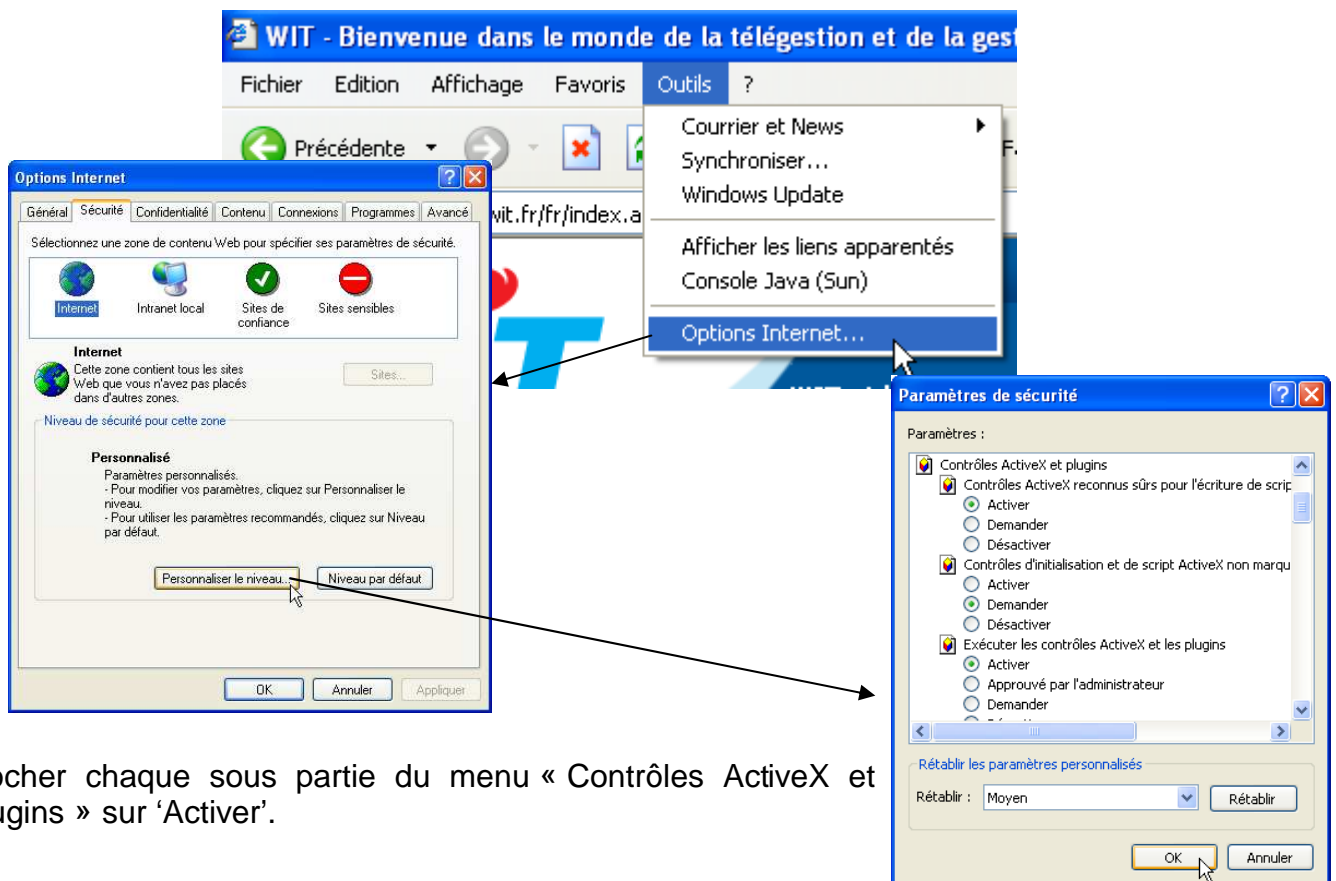 WIT - Bienvenue dans le monde de la télégestion et de la gest
Fichier Edition Affichage Favoris Outils ?
Précédente
Courrier et News
Synchroniser...
Windows Update
Afficher les liens apparentés
Console Java (Sun)
Options Internet...
wit.fr/fr/index.a
Options Internet
Général Sécurité Confidentialité Contenu Connexions Programmes Avancé
Sélectionnez une zone de contenu Web pour spécifier ses paramètres de sécurité.
Internet Intranet local Sites de confiance Sites sensibles
Internet
Cette zone contient tous les sites
Web que vous n'avez pas placés
dans d'autres zones.
Sites...
Niveau de sécurité pour cette zone
Personnalisé
Paramètres personnalisés.
- Pour modifier vos paramètres, cliquez sur Personnaliser le
niveau.
- Pour utiliser les paramètres recommandés, cliquez sur Niveau
par défaut.
Personnaliser le niveau... Niveau par défaut
OK Annuler Appliquer
Paramètres de sécurité
Paramètres :
Contrôles ActiveX et plugins
Contrôles ActiveX reconnus sûrs pour l'écriture de scrip
Activer
Demander
Désactiver
Contrôles d'initialisation et de script ActiveX non marqu
Activer
Demander
Désactiver
Exécuter les contrôles ActiveX et les plugins
Activer
Approuvé par l'administrateur
Demander
Rétablir les paramètres personnalisés
Rétablir : Moyen Rétablir
OK Annuler
ocher chaque sous partie du menu « Contrôles ActiveX et
ugins » sur ‘Activer’.